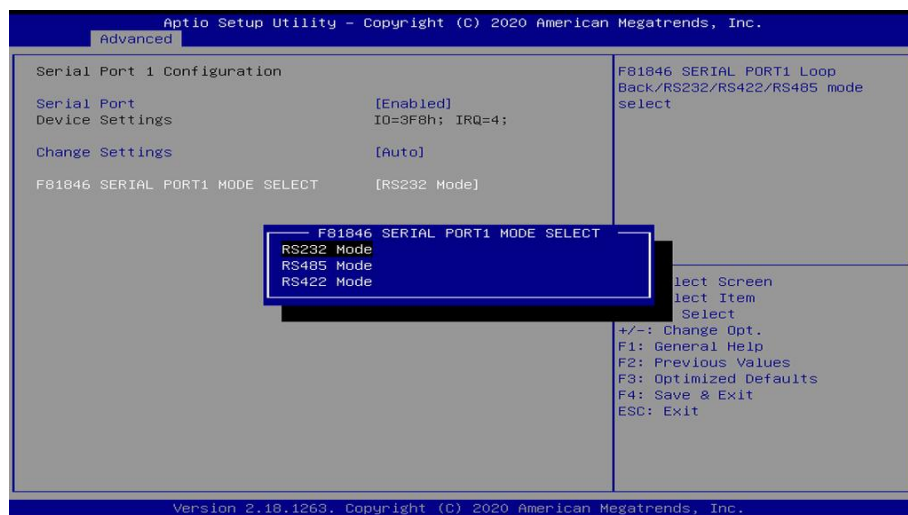 Aptio Setup Utility – Copyright (C) 2020 American Megatrends, Inc.
Advanced
Serial Port 1 Configuration
Serial Port [Enabled]
Device Settings IO=3F8h; IRQ=4;
Change Settings [Auto]
F81846 SERIAL PORT1 MODE SELECT [RS232 Mode]
F81846 SERIAL PORT1 MODE SELECT
RS232 Mode
RS485 Mode
RS422 Mode
F81846 SERIAL PORT1 Loop
Back/RS232/RS422/RS485 mode
select
lect Screen
lect Item
Select
+/-: Change Opt.
F1: General Help
F2: Previous Values
F3: Optimized Defaults
F4: Save & Exit
ESC: Exit
Version 2.18.1263. Copyright (C) 2020 American Megatrends, Inc.